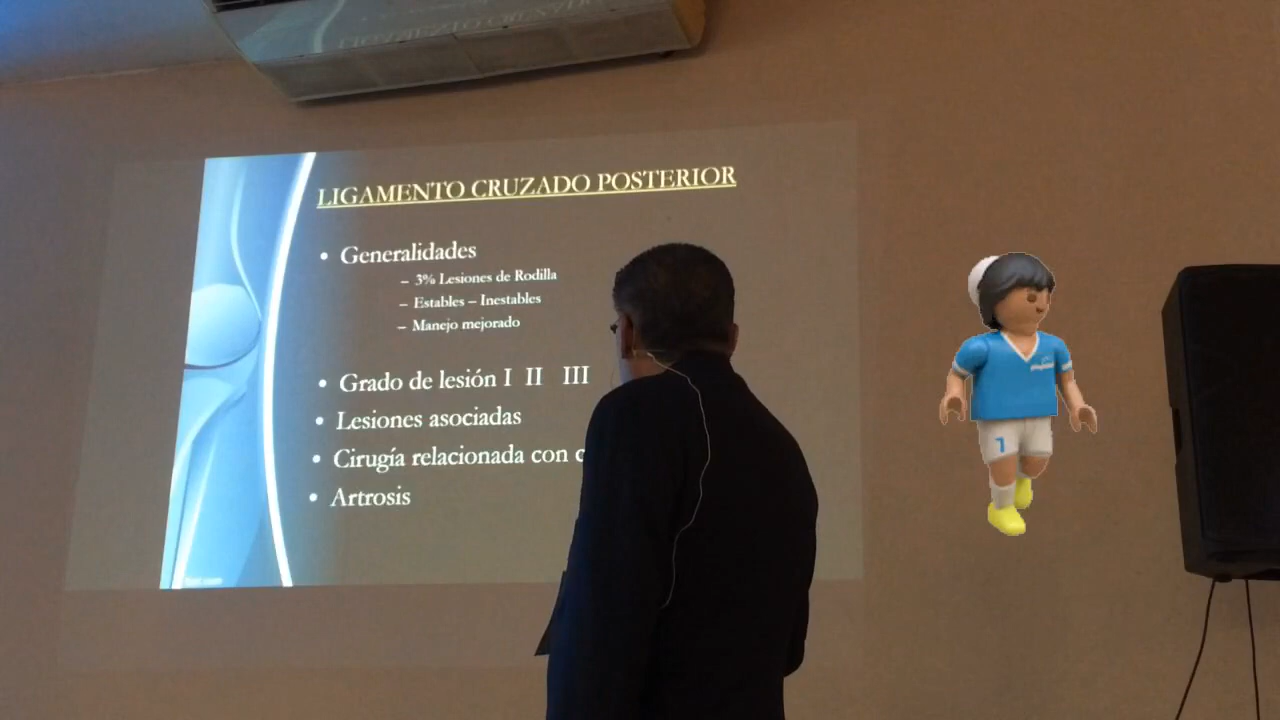 LIGAMENTO CRUZADO POSTERIOR
• Generalidades
– 3% Lesiones de Rodilla
– Estables – Inestables
– Manejo mejorado
• Grado de lesión I II III
• Lesiones asociadas
• Cirugía relacionada con
• Artrosis
1